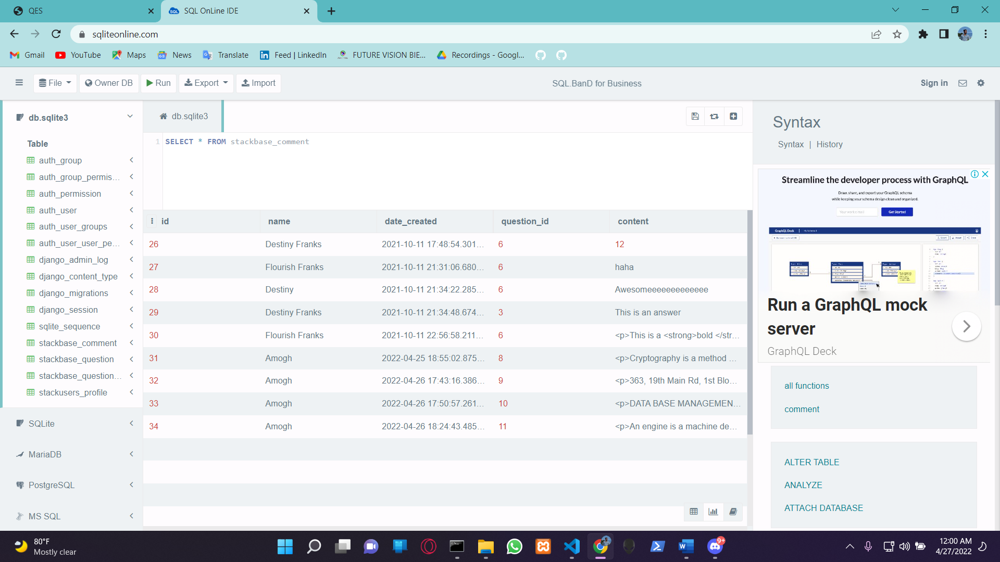 QES
SQL OnLine IDE
sqliteonline.com
Gmail
YouTube
Maps
News
Translate
Feed | LinkedIn
FUTURE VISION BIE...
Recordings - Googl...
File
Owner DB
Run
Export
Import
SQL.BanD for Business
Sign in
db.sqlite3
Table
auth_group
auth_group_permis...
auth_permission
auth_user
auth_user_groups
auth_user_user_pe...
django_admin_log
django_content_type
django_migrations
django_session
sqlite_sequence
stackbase_comment
stackbase_question
stackbase_question...
stackusers_profile
SQLite
MariaDB
PostgreSQL
MS SQL
db.sqlite3
1 SELECT * FROM stackbase_comment
id name date_created question_id content
26 Destiny Franks 2021-10-11 17:48:54.301... 6 12
27 Flourish Franks 2021-10-11 21:31:06.680... 6 haha
28 Destiny 2021-10-11 21:34:22.285... 6 Awesomeeeeeeeeeeeee
29 Destiny Franks 2021-10-11 21:34:48.674... 3 This is an answer
30 Flourish Franks 2021-10-11 22:56:58.211... 6 <p>This is a <strong>bold </str...
31 Amogh 2022-04-25 18:55:02.875... 8 <p>Cryptography is a method ...
32 Amogh 2022-04-26 17:43:16.386... 9 <p>363, 19th Main Rd, 1st Blo...
33 Amogh 2022-04-26 17:50:57.261... 10 <p>DATA BASE MANAGEMEN...
34 Amogh 2022-04-26 18:24:43.485... 11 <p>An engine is a machine de...
Syntax
Syntax | History
Streamline the developer process with GraphQL
Draw, share, and export your GraphQL schema
while keeping your schema design clean and organized.
Your work e-mail
Get Started
GraphQL Deck
Run a GraphQL mock
server
GraphQL Deck
all functions
comment
ALTER TABLE
ANALYZE
ATTACH DATABASE
80°F
Mostly clear
9+
12:00 AM
4/27/2022